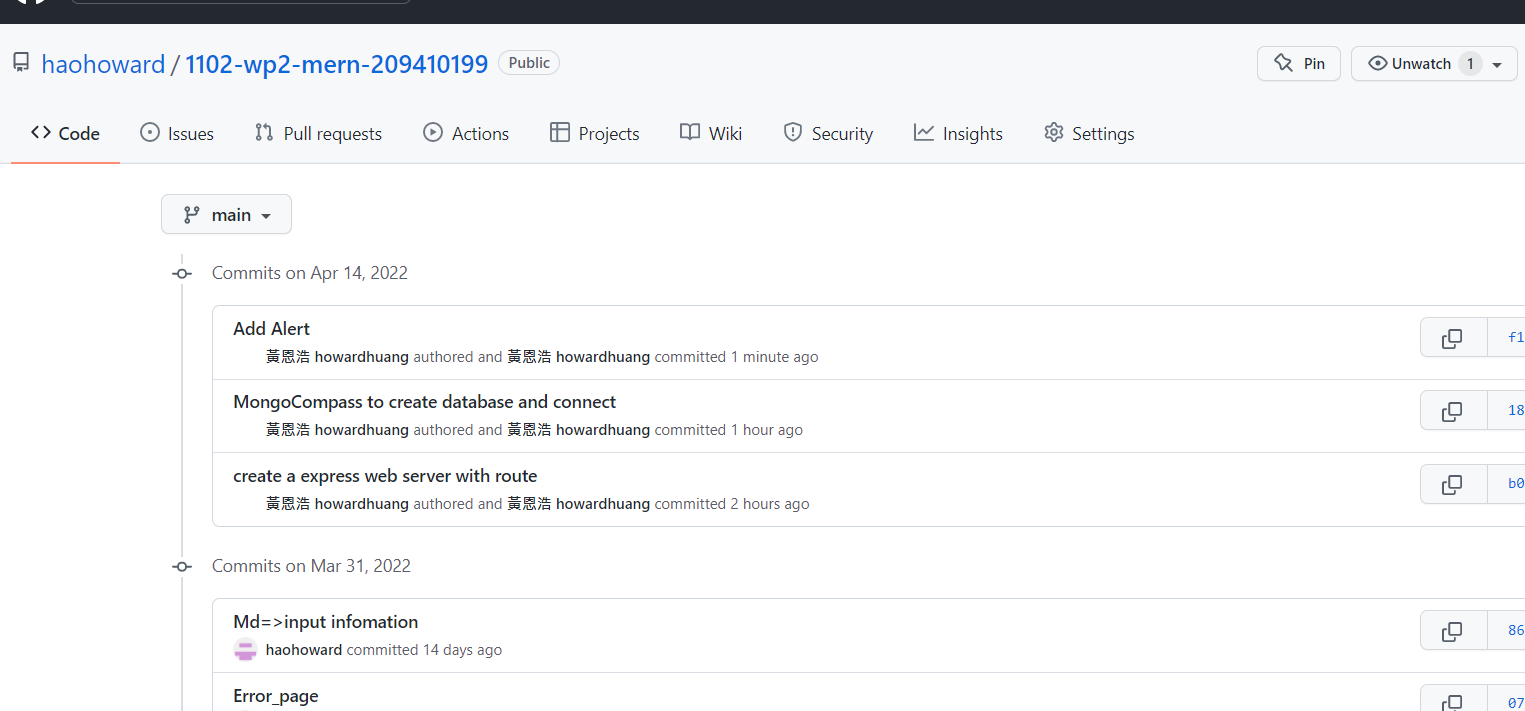 haohoward / 1102-wp2-mern-209410199 Public Pin Unwatch 1
Code Issues Pull requests Actions Projects Wiki Security Insights Settings
main
Commits on Apr 14, 2022
Add Alert
黃恩浩 howardhuang authored and 黃恩浩 howardhuang committed 1 minute ago
f1
MongoCompass to create database and connect
黃恩浩 howardhuang authored and 黃恩浩 howardhuang committed 1 hour ago
18
create a express web server with route
黃恩浩 howardhuang authored and 黃恩浩 howardhuang committed 2 hours ago
b0
Commits on Mar 31, 2022
Md=>input infomation
haohoward committed 14 days ago
86
Error_page
07